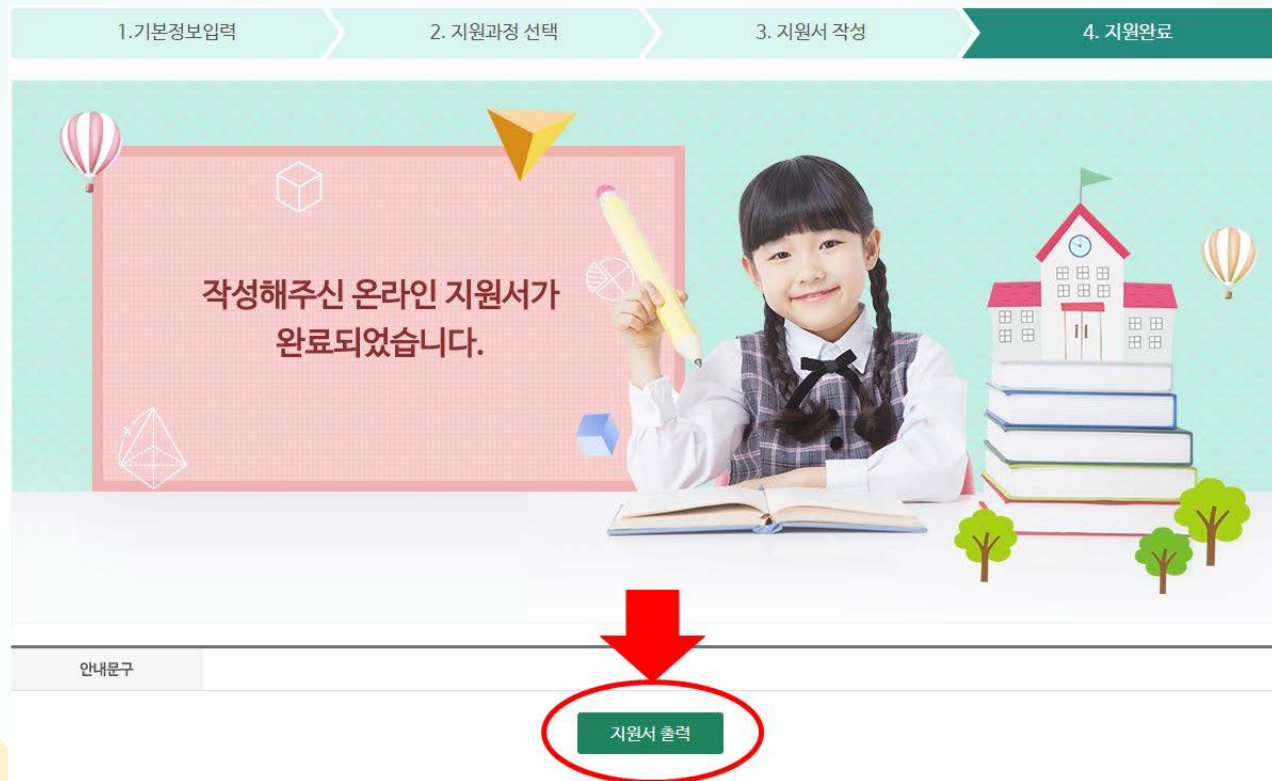 1.기본정보입력
2. 지원과정 선택
3. 지원서 작성
4. 지원완료
작성해주신 온라인 지원서가
완료되었습니다.
안내문구
지원서 출력